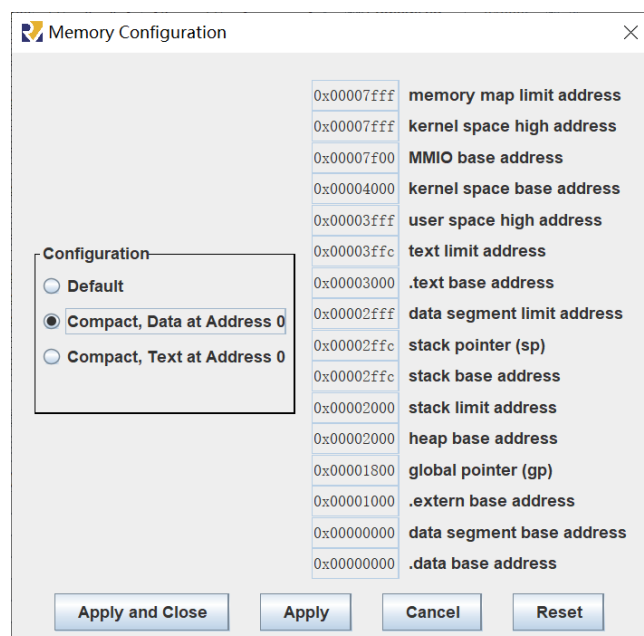 Memory Configuration
0x00007fff memory map limit address
0x00007fff kernel space high address
0x00007f00 MMIO base address
0x00004000 kernel space base address
0x00003fff user space high address
0x00003ffc text limit address
0x00003000 .text base address
0x00002fff data segment limit address
0x00002ffc stack pointer (sp)
0x00002ffc stack base address
0x00002000 stack limit address
0x00002000 heap base address
0x00001800 global pointer (gp)
0x00001000 .extern base address
0x00000000 data segment base address
0x00000000 .data base address
Configuration
Default
Compact, Data at Address 0
Compact, Text at Address 0
Apply and Close Apply Cancel Reset